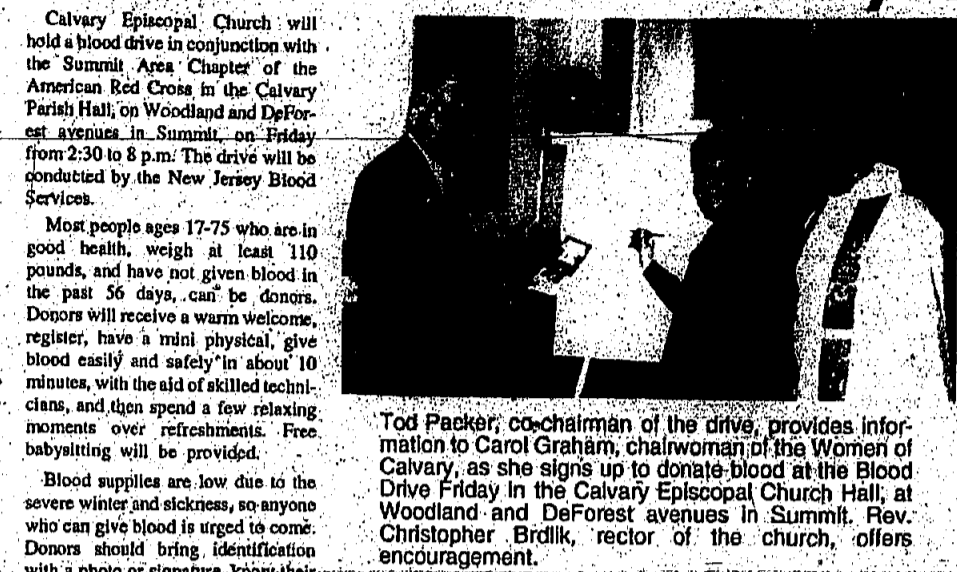 Calvary Episcopal Church will
hold a blood drive in conjunction with
the Summit Area Chapter of the
American Red Cross in the Calvary
Parish Hall, on Woodland and DeFor-
est avenues in Summit, on Friday
from 2:30 to 8 p.m. The drive will be
conducted by the New Jersey Blood
Services.
Most people ages 17-75 who are in
good health, weigh at least 110
pounds, and have not given blood in
the past 56 days, can be donors.
Donors will receive a warm welcome,
register, have a mini physical, give
blood easily and safely in about 10
minutes, with the aid of skilled techni-
cians, and then spend a few relaxing
moments over refreshments. Free
babysitting will be provided.
Blood supplies are low due to the
severe winter and sickness, so anyone
who can give blood is urged to come.
Donors should bring identification
with a photo or signature, know their
Tod Packer, co-chairman of the drive, provides infor-
mation to Carol Graham, chairwoman of the Women of
Calvary, as she signs up to donate blood at the Blood
Drive Friday in the Calvary Episcopal Church Hall, at
Woodland and DeForest avenues in Summit. Rev.
Christopher Brdlik, rector of the church, offers
encouragement.